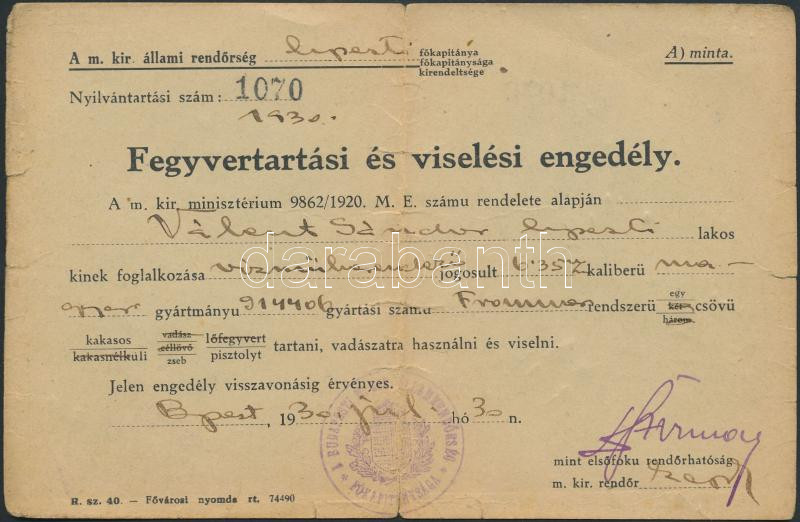 A m. kir. állami rendőrség bpesti főkapitánya
főkapitánysága
kirendeltsége
A) minta.
Nyilvántartási szám: 1070
1930.
Fegyvertartási és viselési engedély.
A m. kir. minisztérium 9862/1920. M. E. számu rendelete alapján
Válent Sándor bpesti lakos
kinek foglalkozása jogosult 6·35 kaliberü ma-
gyar gyártmányu 914406 gyártási számu Frommer rendszerü egy két három csövü
kakasos kakasnélküli vadász céllövő zseb lőfegyvert pisztolyt tartani, vadászatra használni és viselni.
Jelen engedély visszavonásig érvényes.
Bpest, 1930 júl. hó 30 n.
mint elsőfoku rendőrhatóság
m. kir. rendőr
BUDAPESTI FŐKAPITÁNYSÁGA
R. sz. 40. — Fővárosi nyomda rt. 74490
darabanth